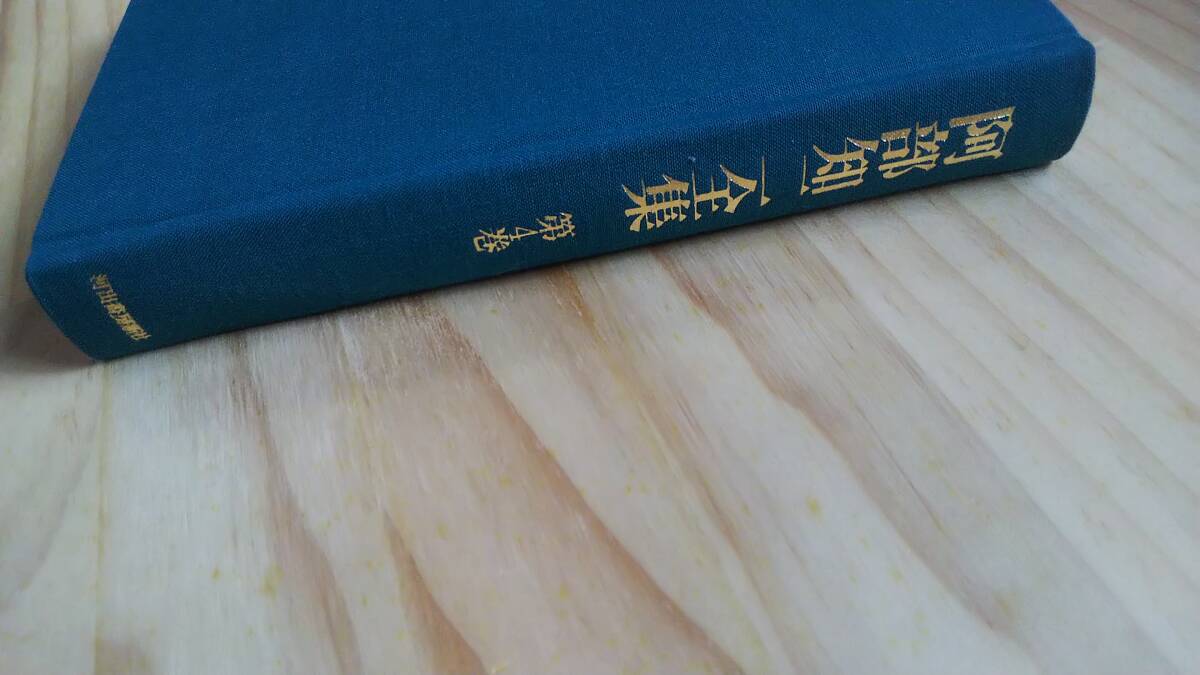 阿部知二全集
第4巻
河出書房新社